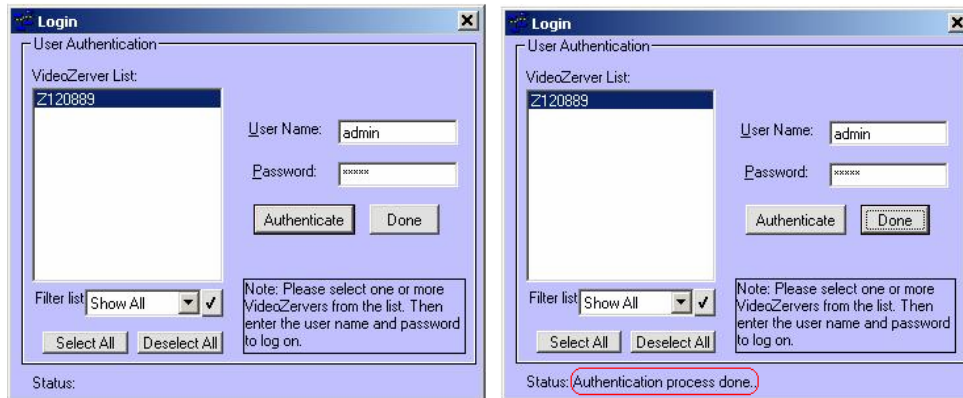 Login
User Authentication
VideoZerver List:
Z120889
User Name: admin
Password: xxxxx
Authenticate Done
Filter list Show All
Note: Please select one or more
VideoZervers from the list. Then
enter the user name and password
to log on.
Select All Deselect All
Status:
Login
User Authentication
VideoZerver List:
Z120889
User Name: admin
Password: xxxxx
Authenticate Done
Filter list Show All
Note: Please select one or more
VideoZervers from the list. Then
enter the user name and password
to log on.
Select All Deselect All
Status: Authentication process done..